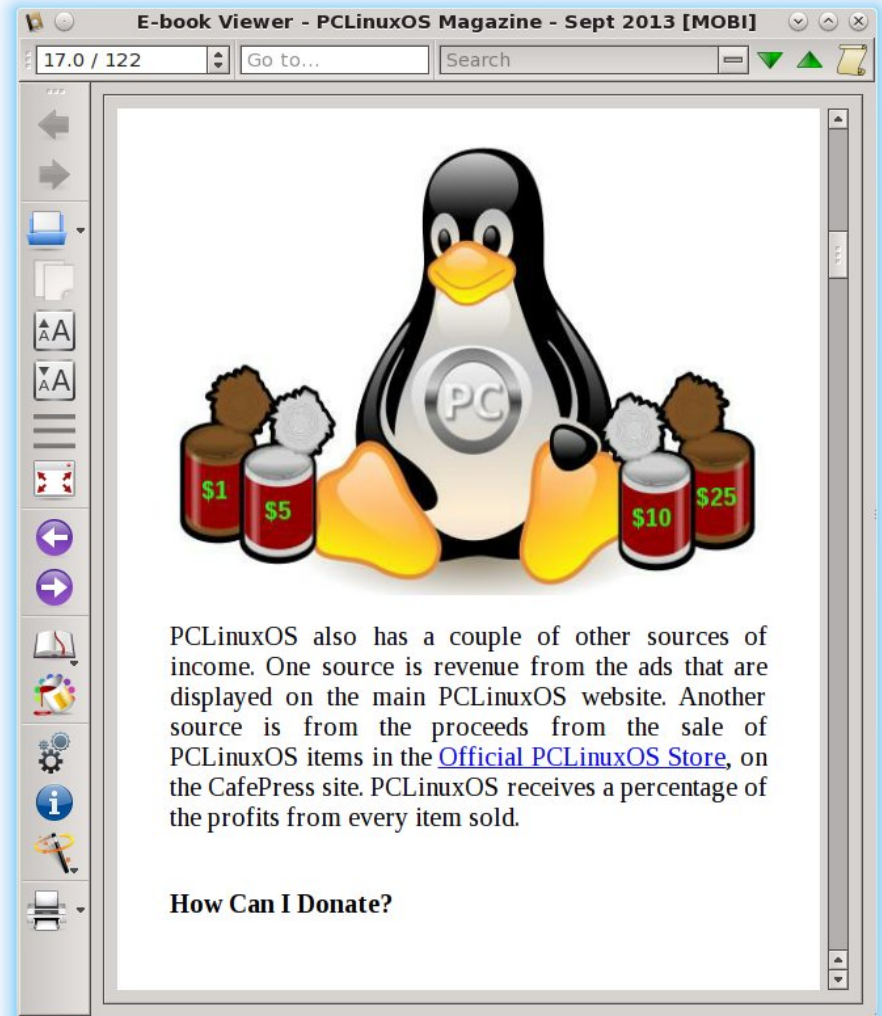 E-book Viewer - PCLinuxOS Magazine - Sept 2013 [MOBI]
17.0 / 122
Go to...
Search
AA
AA
PC
$1
$5
$10
$25
PCLinuxOS also has a couple of other sources of
income. One source is revenue from the ads that are
displayed on the main PCLinuxOS website. Another
source is from the proceeds from the sale of
PCLinuxOS items in the Official PCLinuxOS Store, on
the CafePress site. PCLinuxOS receives a percentage of
the profits from every item sold.
How Can I Donate?